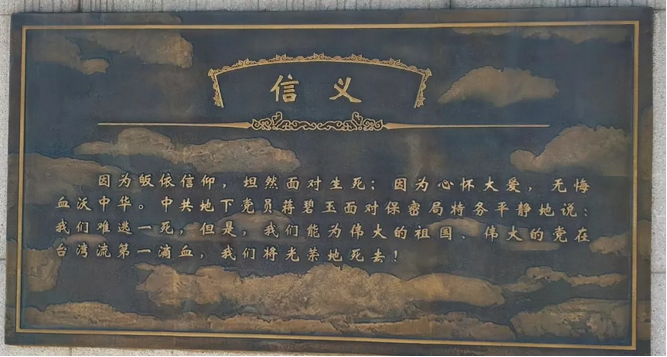 信义
因为皈依信仰，坦然面对生死；因为心怀大爱，无悔
血沃中华。中共地下党员蒋碧玉面对保密局特务平静地说：
我们难逃一死，但是，我们能为伟大的祖国、伟大的党在
台湾流第一滴血，我们将光荣地死去！